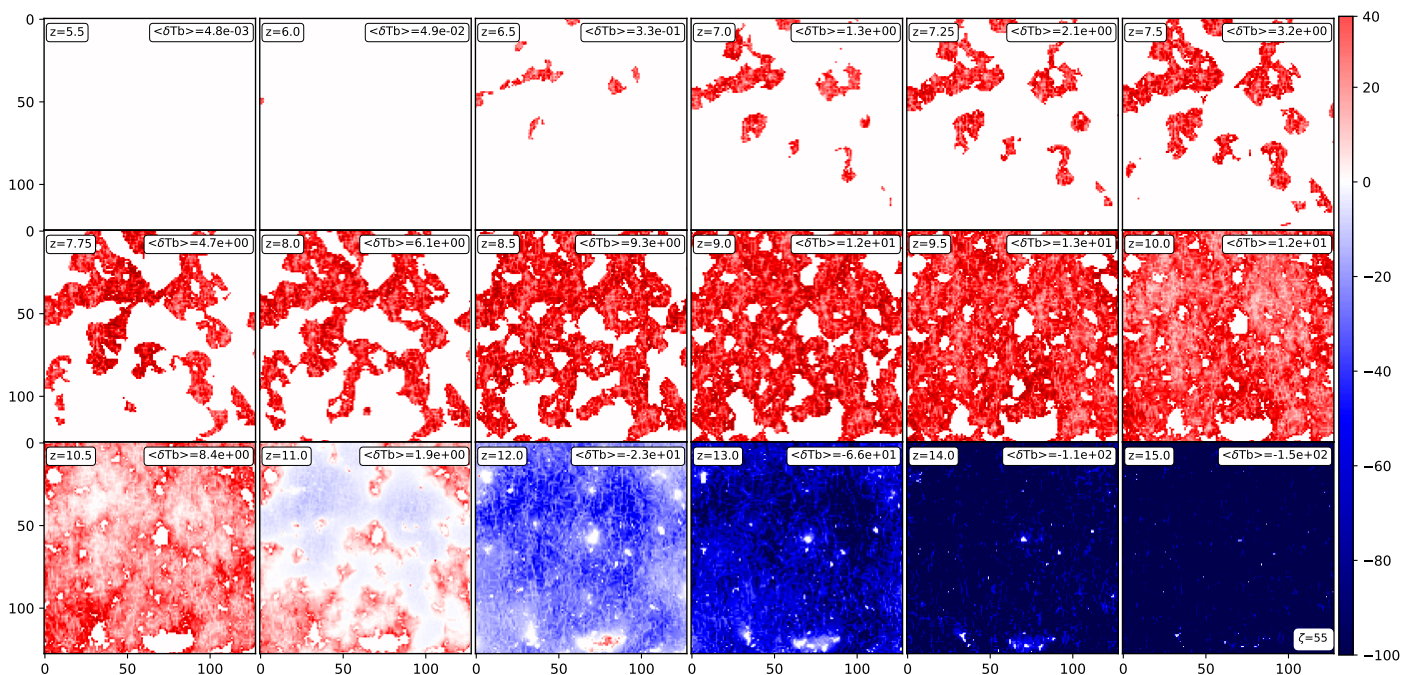 z=5.5 <δTb>=4.8e-03
z=6.0 <δTb>=4.9e-02
z=6.5 <δTb>=3.3e-01
z=7.0 <δTb>=1.3e+00
z=7.25 <δTb>=2.1e+00
z=7.5 <δTb>=3.2e+00
0
50
100
z=7.75 <δTb>=4.7e+00
z=8.0 <δTb>=6.1e+00
z=8.5 <δTb>=9.3e+00
z=9.0 <δTb>=1.2e+01
z=9.5 <δTb>=1.3e+01
z=10.0 <δTb>=1.2e+01
0
50
100
z=10.5 <δTb>=8.4e+00
z=11.0 <δTb>=1.9e+00
z=12.0 <δTb>=-2.3e+01
z=13.0 <δTb>=-6.6e+01
z=14.0 <δTb>=-1.1e+02
z=15.0 <δTb>=-1.5e+02
0
50
100
ζ=55
0 50 100 0 50 100 0 50 100 0 50 100 0 50 100 0 50 100
40
20
0
−20
−40
−60
−80
−100